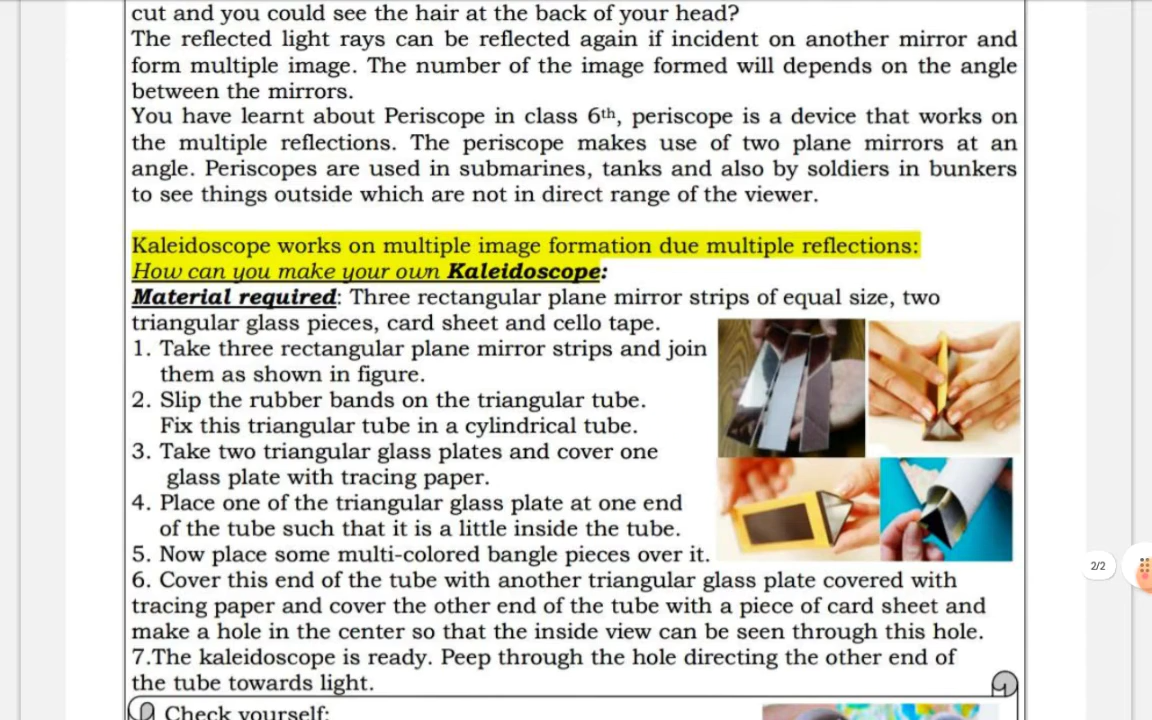 cut and you could see the hair at the back of your head?
The reflected light rays can be reflected again if incident on another mirror and
form multiple image. The number of the image formed will depends on the angle
between the mirrors.
You have learnt about Periscope in class 6th, periscope is a device that works on
the multiple reflections. The periscope makes use of two plane mirrors at an
angle. Periscopes are used in submarines, tanks and also by soldiers in bunkers
to see things outside which are not in direct range of the viewer.
Kaleidoscope works on multiple image formation due multiple reflections:
How can you make your own Kaleidoscope:
Material required: Three rectangular plane mirror strips of equal size, two
triangular glass pieces, card sheet and cello tape.
1. Take three rectangular plane mirror strips and join
them as shown in figure.
2. Slip the rubber bands on the triangular tube.
Fix this triangular tube in a cylindrical tube.
3. Take two triangular glass plates and cover one
glass plate with tracing paper.
4. Place one of the triangular glass plate at one end
of the tube such that it is a little inside the tube.
5. Now place some multi-colored bangle pieces over it.
6. Cover this end of the tube with another triangular glass plate covered with
tracing paper and cover the other end of the tube with a piece of card sheet and
make a hole in the center so that the inside view can be seen through this hole.
7.The kaleidoscope is ready. Peep through the hole directing the other end of
the tube towards light.
Check yourself:
2/2